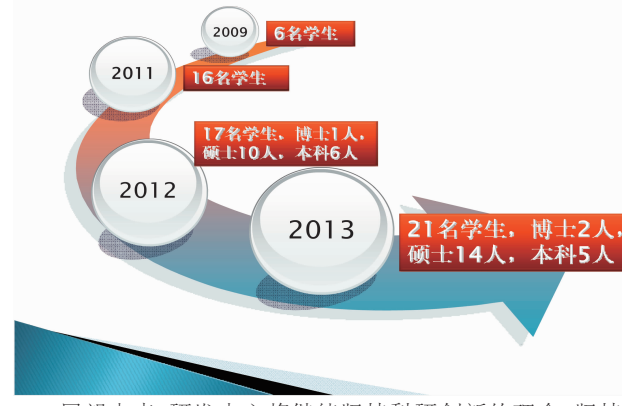 2009
6名学生
2011
16名学生
17名学生，博士1人，
硕士10人，本科6人
2012
2013
21名学生，博士2人，
硕士14人，本科5人